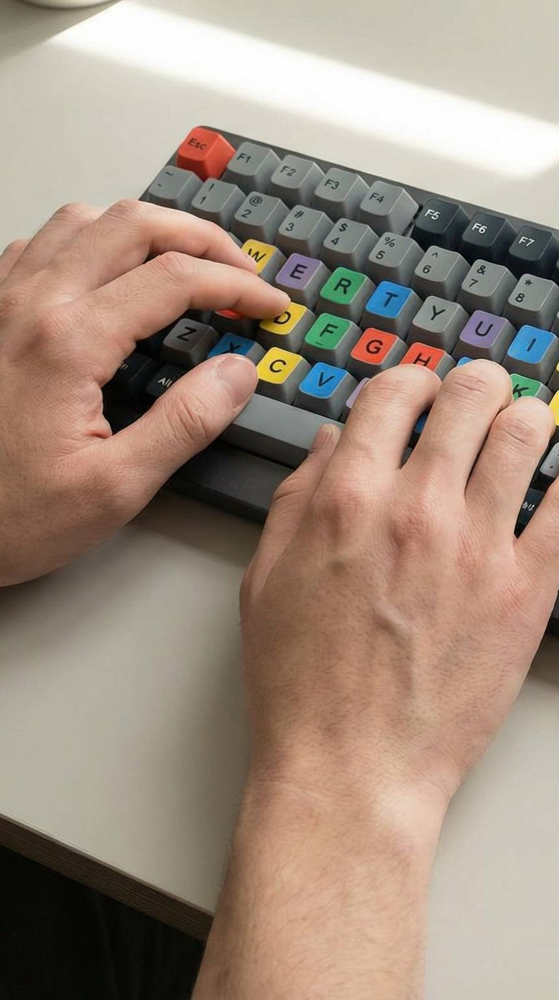 Esc F1 F2 F3 F4 F5 F6 F7
~ ` ! 1 @ 2 # 3 $ 4 % 5 ^ 6 & 7 * 8
W E R T Y U I
D F G H K
Z X C V
Alt